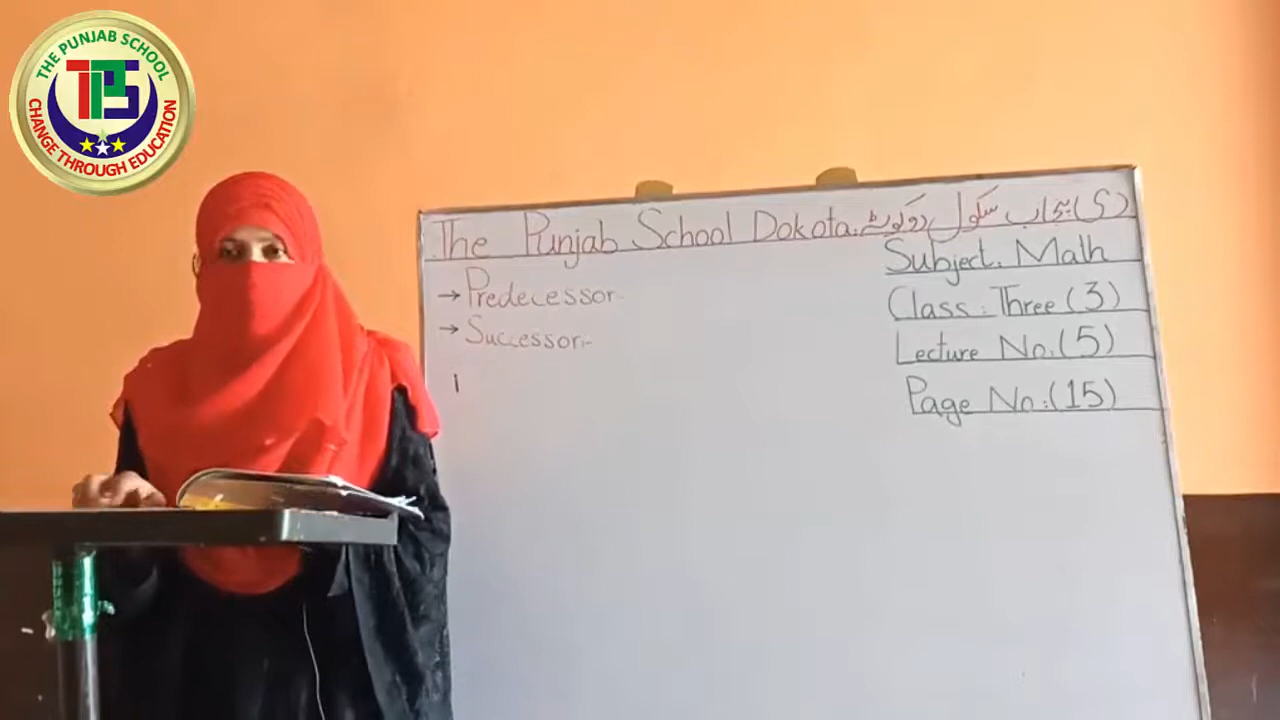 THE PUNJAB SCHOOL
TPS
CHANGE THROUGH EDUCATION
The Punjab School Dokota. دی پنجاب سکول دوکوٹہ
Subject. Math
→ Predecessor
Class: Three (3)
→ Successor:-
Lecture No. (5)
Page No.: (15)